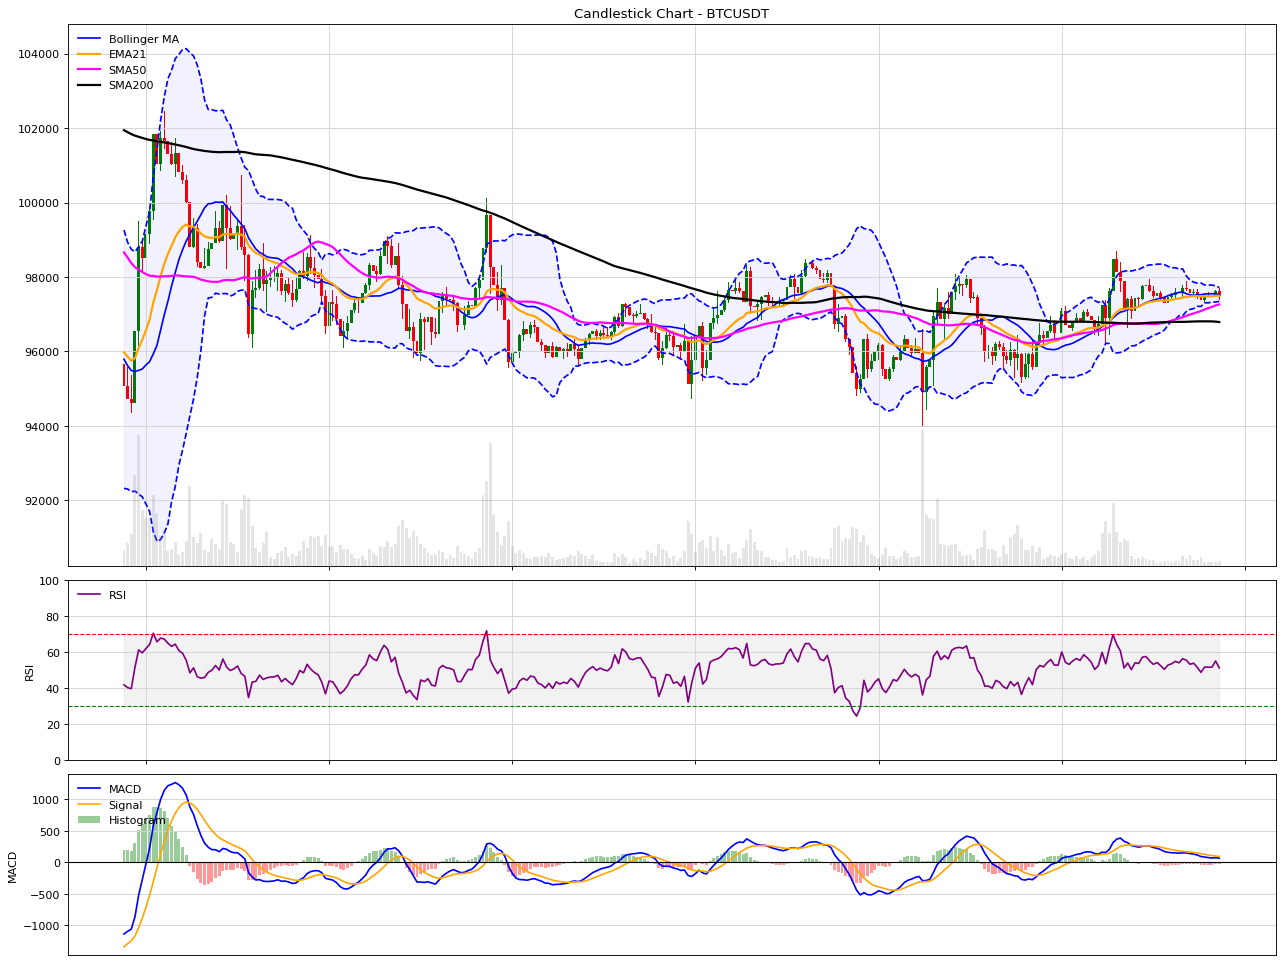 Candlestick Chart - BTCUSDT
Bollinger MA
EMA21
SMA50
SMA200
104000
102000
100000
98000
96000
94000
92000
RSI
RSI
100
80
60
40
20
0
MACD
Signal
Histogram
MACD
1000
500
0
−500
−1000